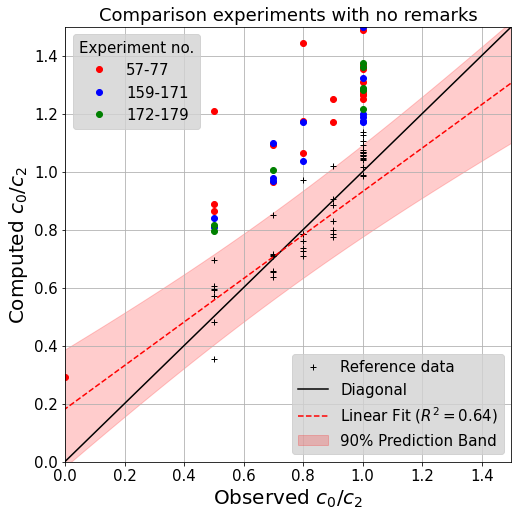 Comparison experiments with no remarks
Experiment no.
57-77
159-171
172-179
Computed c₀/c₂
1.4
1.2
1.0
0.8
0.6
0.4
0.2
0.0
Reference data
Diagonal
Linear Fit (R² = 0.64)
90% Prediction Band
0.0 0.2 0.4 0.6 0.8 1.0 1.2 1.4
Observed c₀/c₂